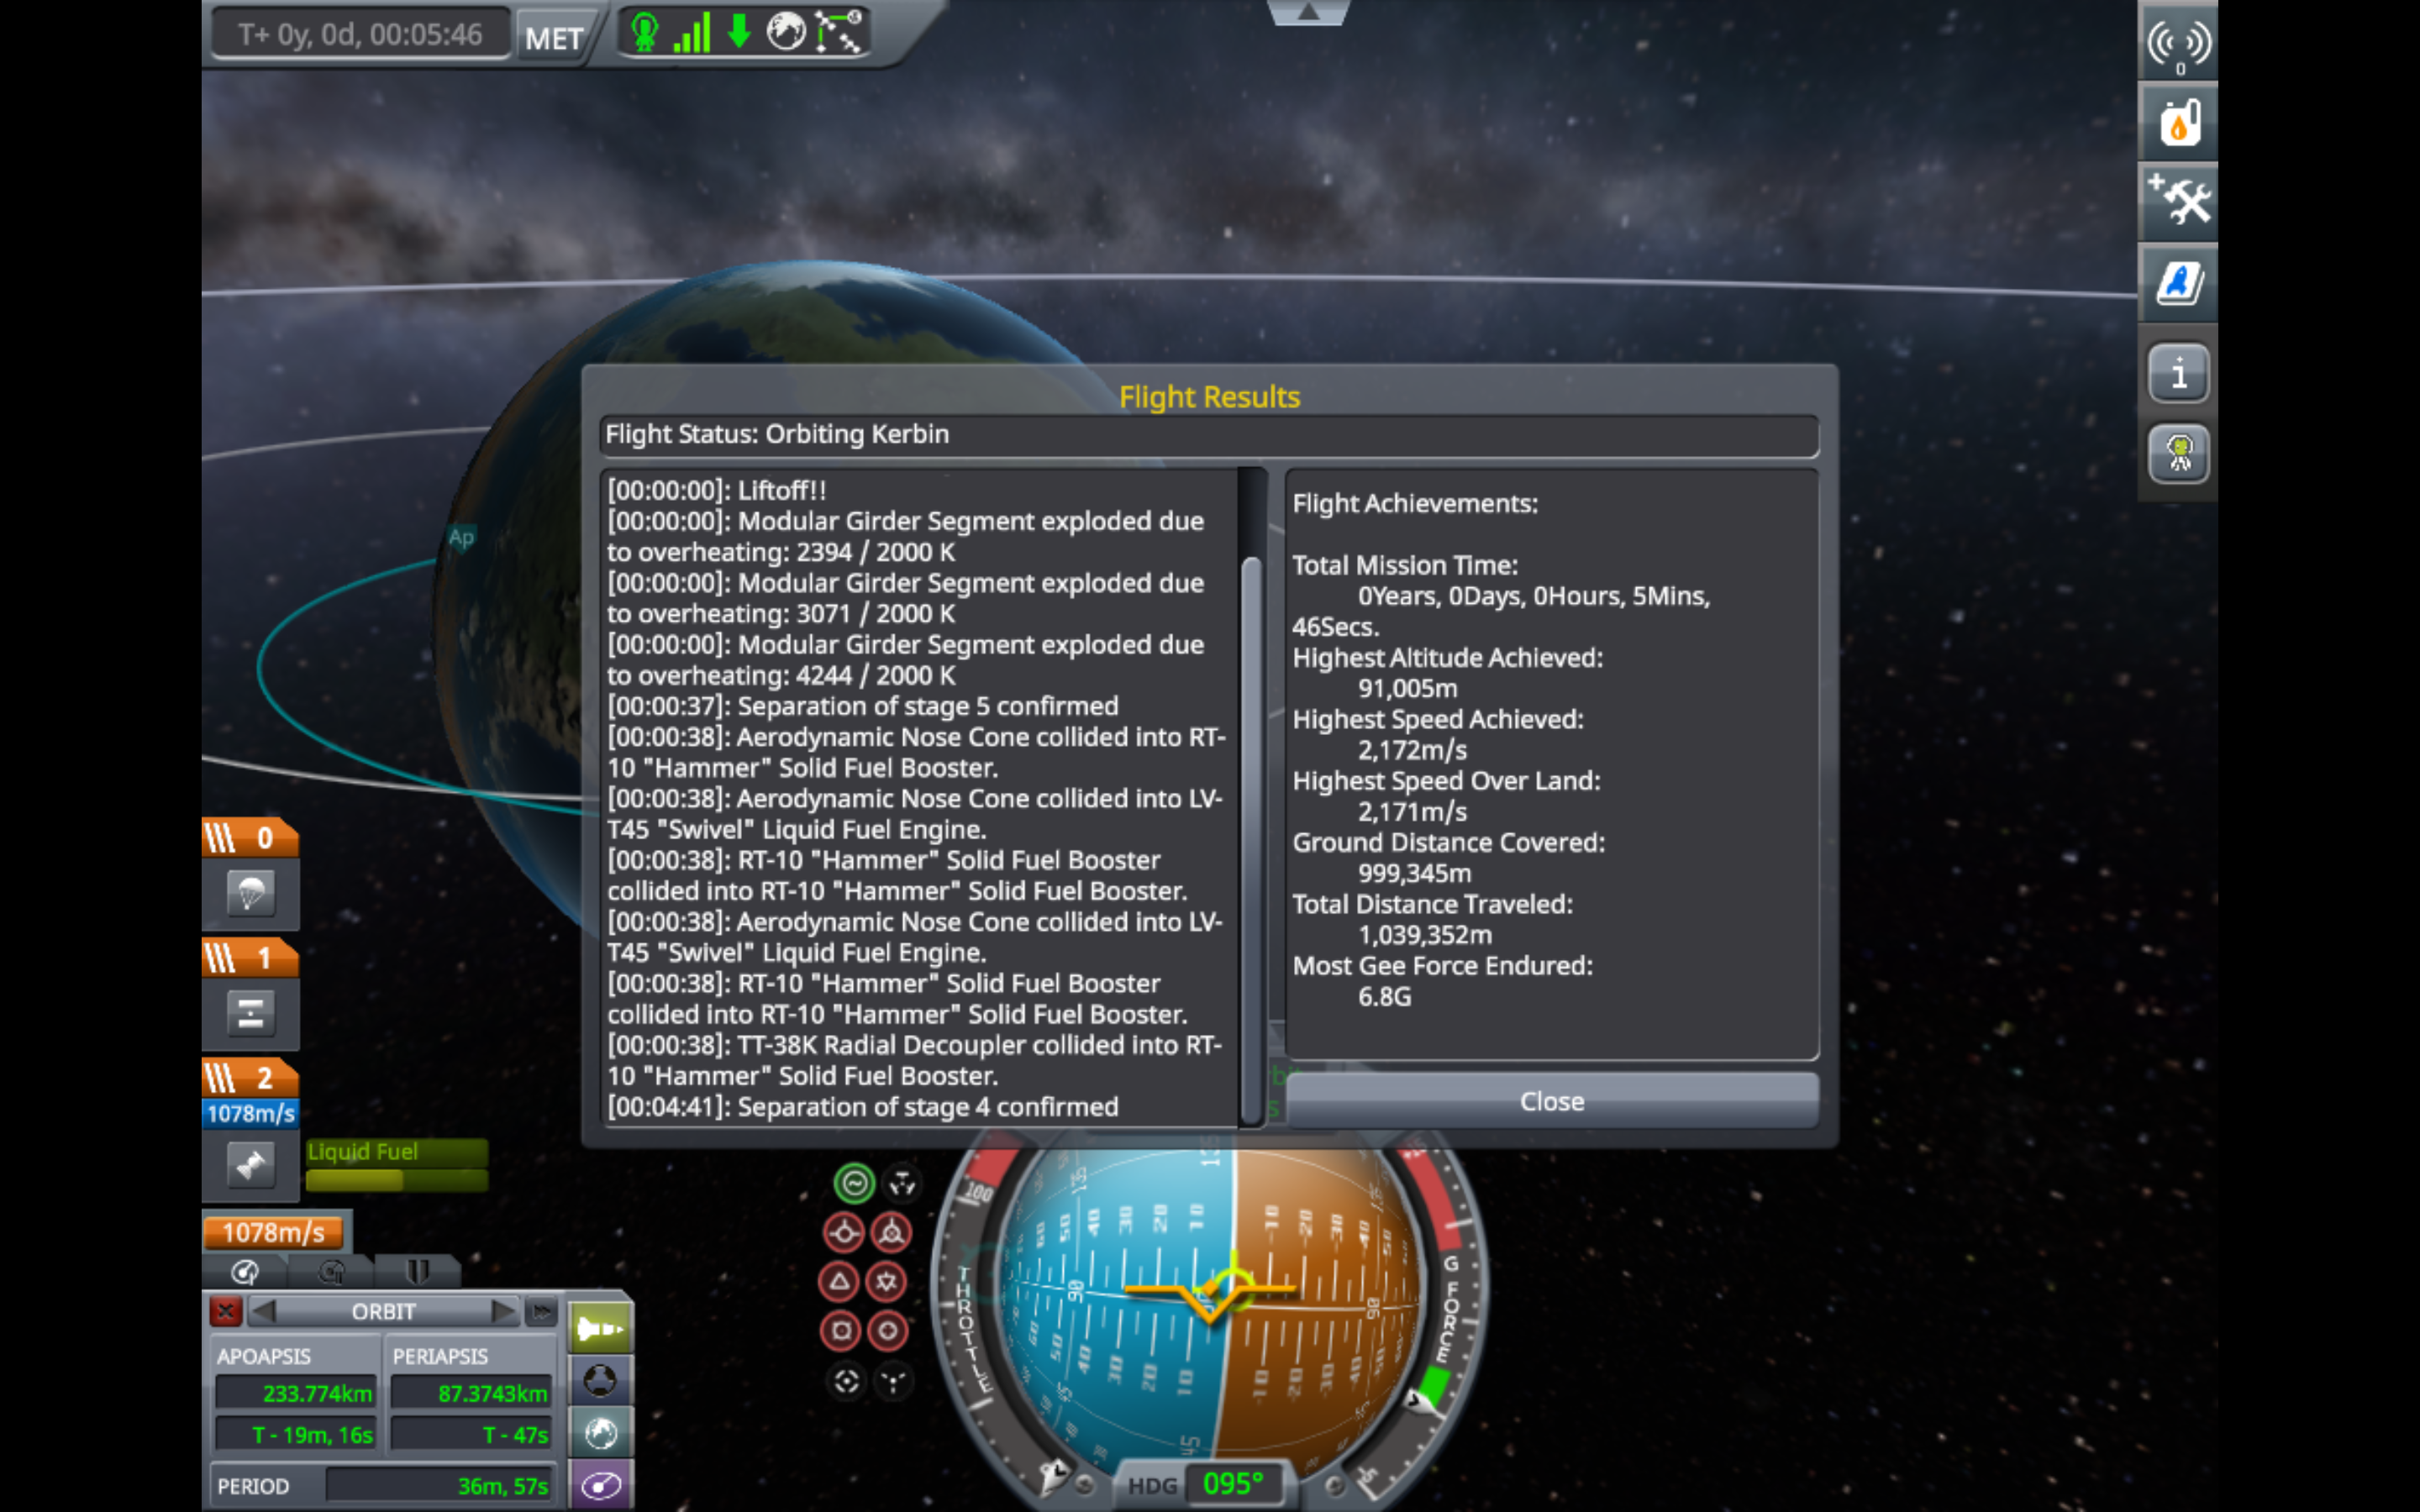 T+ 0y, 0d, 00:05:46
MET
0
Ap
Flight Results
Flight Status: Orbiting Kerbin
[00:00:00]: Liftoff!!
[00:00:00]: Modular Girder Segment exploded due
to overheating: 2394 / 2000 K
[00:00:00]: Modular Girder Segment exploded due
to overheating: 3071 / 2000 K
[00:00:00]: Modular Girder Segment exploded due
to overheating: 4244 / 2000 K
[00:00:37]: Separation of stage 5 confirmed
[00:00:38]: Aerodynamic Nose Cone collided into RT-
10 "Hammer" Solid Fuel Booster.
[00:00:38]: Aerodynamic Nose Cone collided into LV-
T45 "Swivel" Liquid Fuel Engine.
[00:00:38]: RT-10 "Hammer" Solid Fuel Booster
collided into RT-10 "Hammer" Solid Fuel Booster.
[00:00:38]: Aerodynamic Nose Cone collided into LV-
T45 "Swivel" Liquid Fuel Engine.
[00:00:38]: RT-10 "Hammer" Solid Fuel Booster
collided into RT-10 "Hammer" Solid Fuel Booster.
[00:00:38]: TT-38K Radial Decoupler collided into RT-
10 "Hammer" Solid Fuel Booster.
[00:04:41]: Separation of stage 4 confirmed
Flight Achievements:
Total Mission Time:
0Years, 0Days, 0Hours, 5Mins,
46Secs.
Highest Altitude Achieved:
91,005m
Highest Speed Achieved:
2,172m/s
Highest Speed Over Land:
2,171m/s
Ground Distance Covered:
999,345m
Total Distance Traveled:
1,039,352m
Most Gee Force Endured:
6.8G
Close
0
1
2
1078m/s
Liquid Fuel
1078m/s
ORBIT
APOAPSIS
PERIAPSIS
233.774km
87.3743km
T - 19m, 16s
T - 47s
PERIOD
36m, 57s
100
THROTTLE
G FORCE
HDG
095°